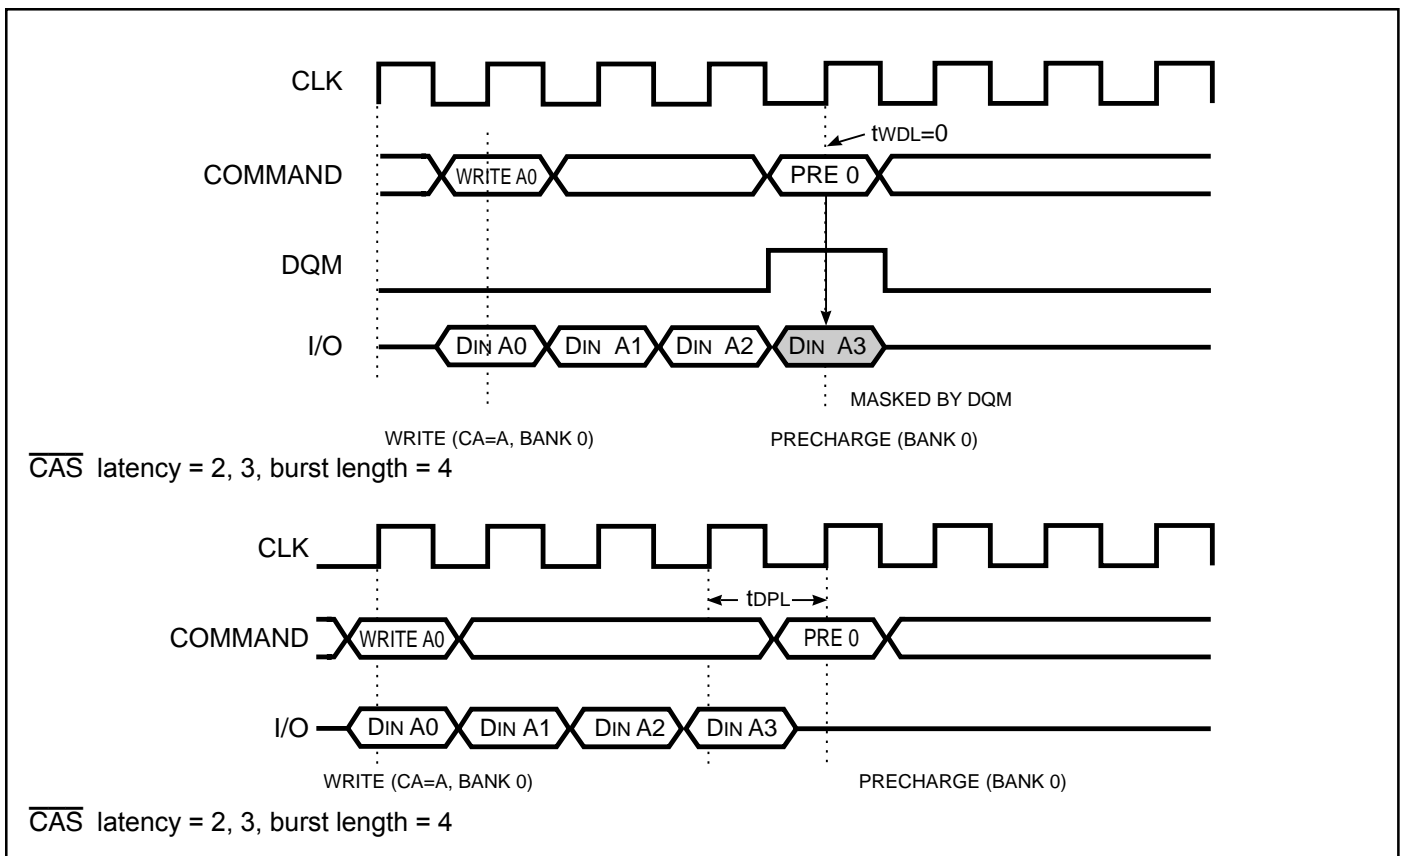 CLK
tWDL=0
COMMAND WRITE A0 PRE 0
DQM
I/O DIN A0 DIN A1 DIN A2 DIN A3
MASKED BY DQM
WRITE (CA=A, BANK 0) PRECHARGE (BANK 0)
CAS latency = 2, 3, burst length = 4
CLK
tDPL
COMMAND WRITE A0 PRE 0
I/O DIN A0 DIN A1 DIN A2 DIN A3
WRITE (CA=A, BANK 0) PRECHARGE (BANK 0)
CAS latency = 2, 3, burst length = 4